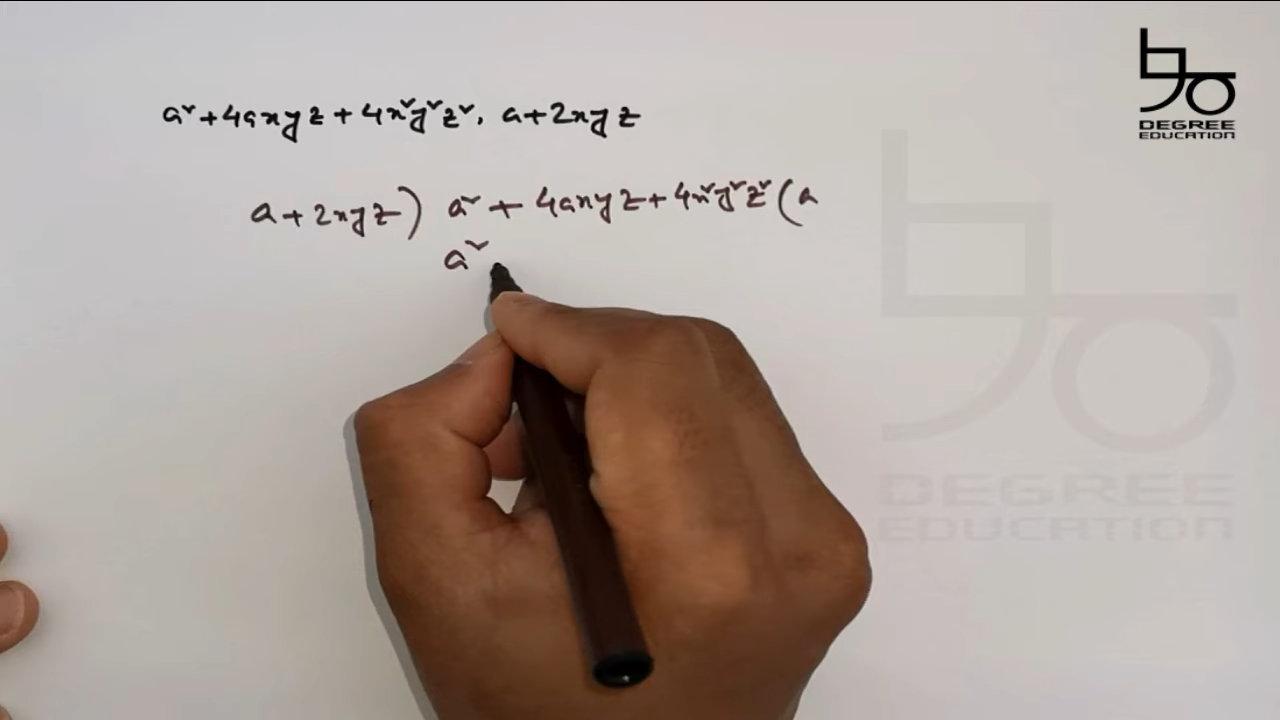 a² + 4axyz + 4x²y²z², a + 2xyz
a + 2xyz) a² + 4axyz + 4x²y²z² (a
a²
DEGREE
EDUCATION
DEGREE
EDUCATION